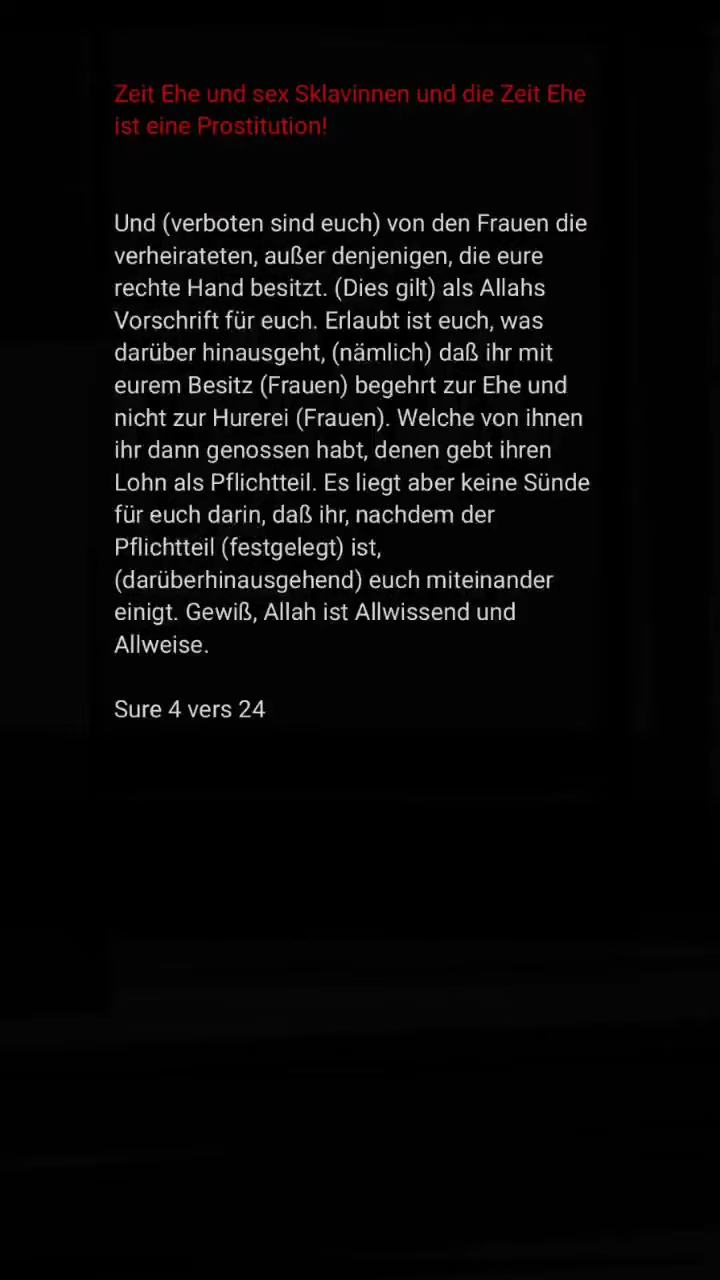 Zeit Ehe und sex Sklavinnen und die Zeit Ehe
ist eine Prostitution!
Und (verboten sind euch) von den Frauen die
verheirateten, außer denjenigen, die eure
rechte Hand besitzt. (Dies gilt) als Allahs
Vorschrift für euch. Erlaubt ist euch, was
darüber hinausgeht, (nämlich) daß ihr mit
eurem Besitz (Frauen) begehrt zur Ehe und
nicht zur Hurerei (Frauen). Welche von ihnen
ihr dann genossen habt, denen gebt ihren
Lohn als Pflichtteil. Es liegt aber keine Sünde
für euch darin, daß ihr, nachdem der
Pflichtteil (festgelegt) ist,
(darüberhinausgehend) euch miteinander
einigt. Gewiß, Allah ist Allwissend und
Allweise.
Sure 4 vers 24